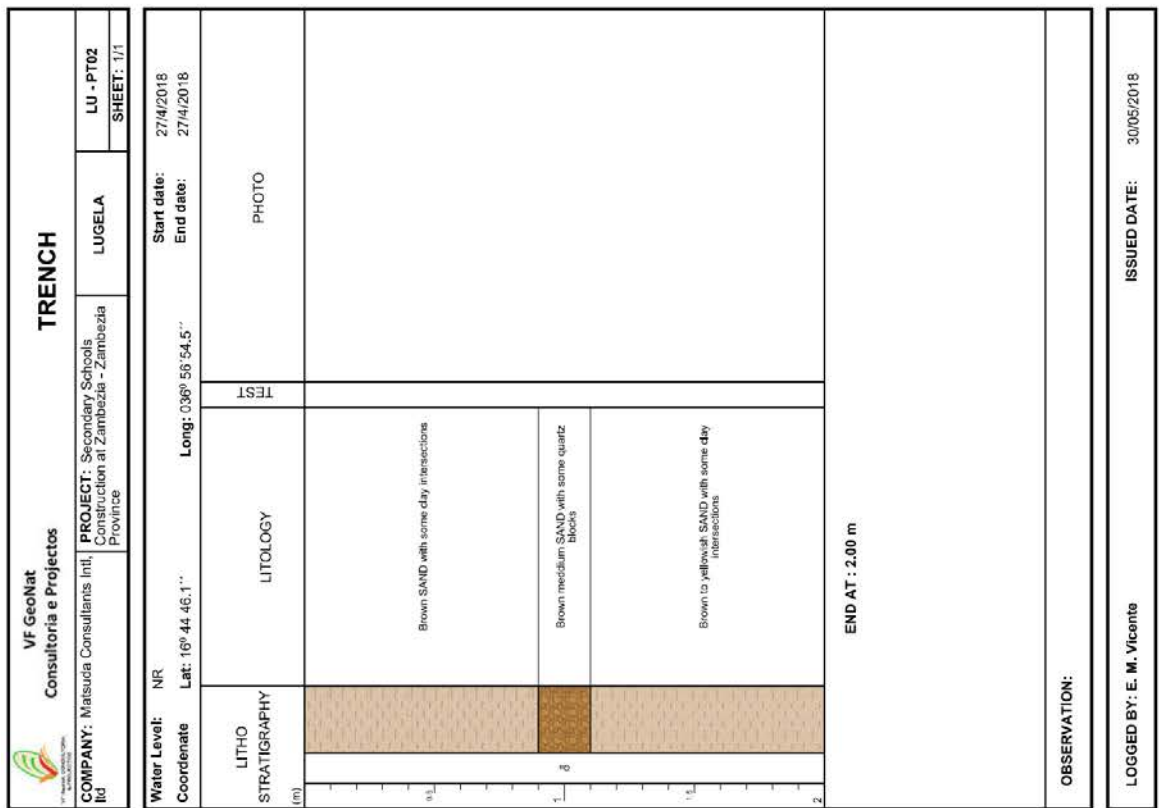 VF GeoNat
Consultoria e Projectos
TRENCH
COMPANY: Matsuda Consultants Intl, ltd
PROJECT: Secondary Schools
Construction at Zambezia - Zambezia
Province
LUGELA
LU - PT02
SHEET: 1/1
Water Level: NR
Start date: 27/4/2018
Coordenate Lat: 16º 44 46.1´´ Long: 036º 56´54.5´´
End date: 27/4/2018
LITHO
STRATIGRAPHY
LITOLOGY
TEST
PHOTO
(m)
0.5
1
1.5
2
Brown SAND with some clay intersections
Brown meddium SAND with some quartz
blocks
Brown to yellowish SAND with some clay
intersections
END AT : 2.00 m
OBSERVATION:
LOGGED BY: E. M. Vicente
ISSUED DATE: 30/05/2018